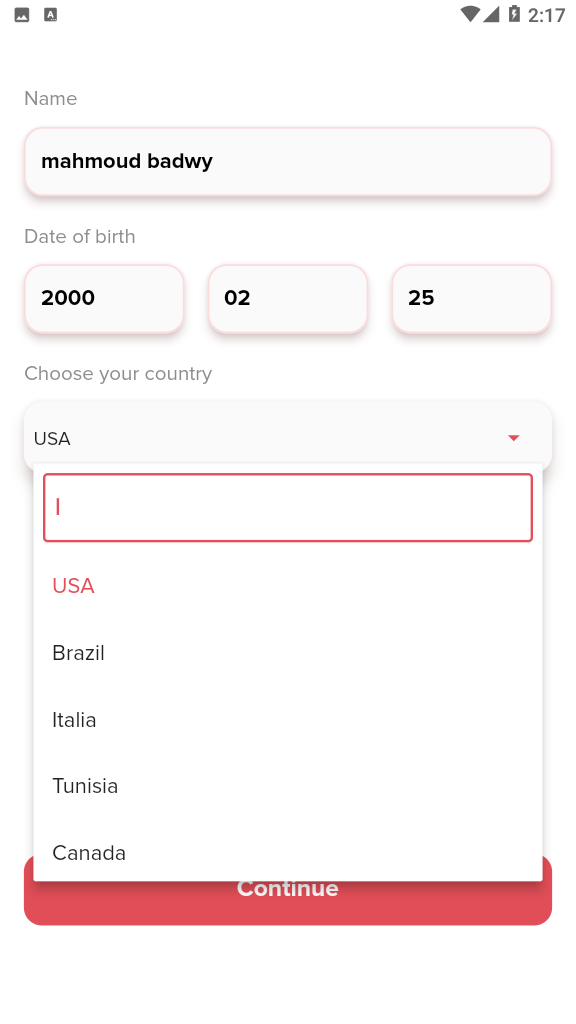 2:17
Name
mahmoud badwy
Date of birth
2000 02 25
Choose your country
USA
USA
Brazil
Italia
Tunisia
Canada
Continue